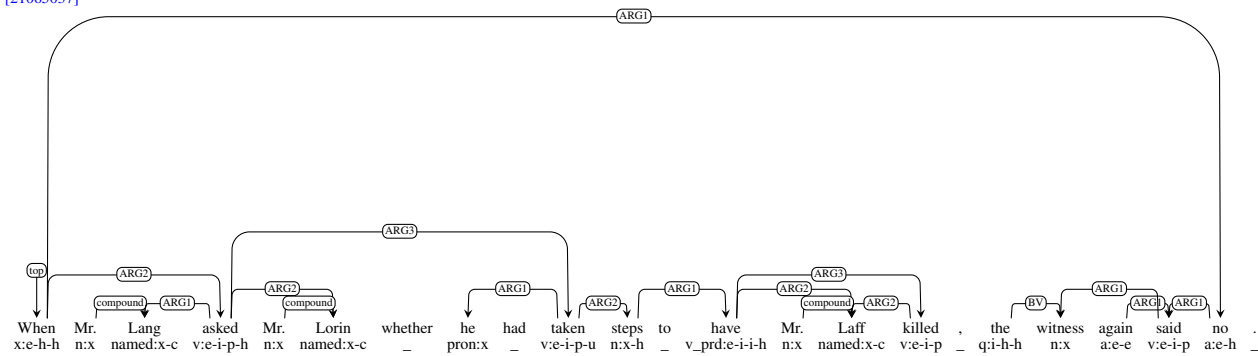 ARG1
ARG3
top ARG2 ARG2 ARG1 ARG3
compound ARG1 compound ARG2 ARG1 ARG2 compound ARG2 BV ARG1 ARG1 ARG1
When Mr. Lang asked Mr. Lorin whether he had taken steps to have Mr. Laff killed , the witness again said no .
x:e-h-h n:x named:x-c v:e-i-p-h n:x named:x-c _ pron:x _ v:e-i-p-u n:x-h _ v_prd:e-i-i-h n:x named:x-c v:e-i-p _ q:i-h-h n:x a:e-e v:e-i-p a:e-h _